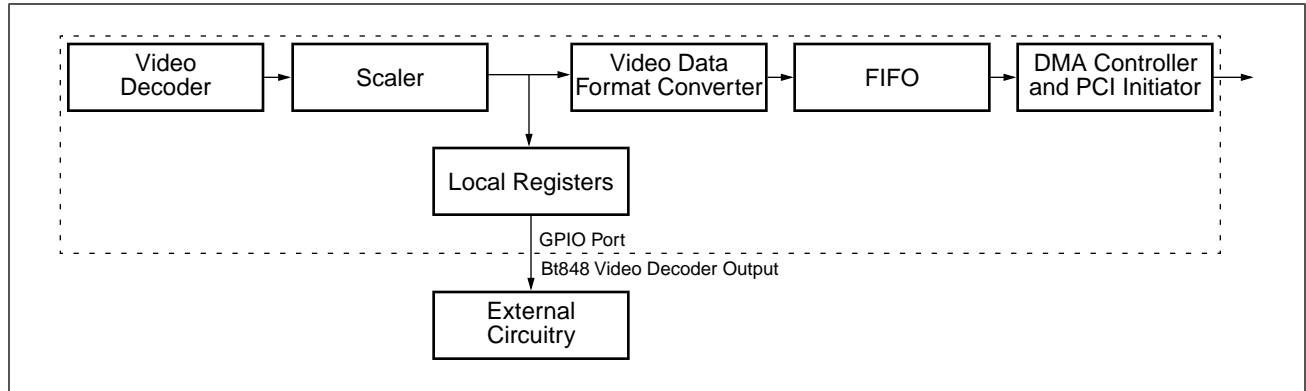 Video
Decoder
Scaler
Video Data
Format Converter
FIFO
DMA Controller
and PCI Initiator
Local Registers
GPIO Port
Bt848 Video Decoder Output
External
Circuitry